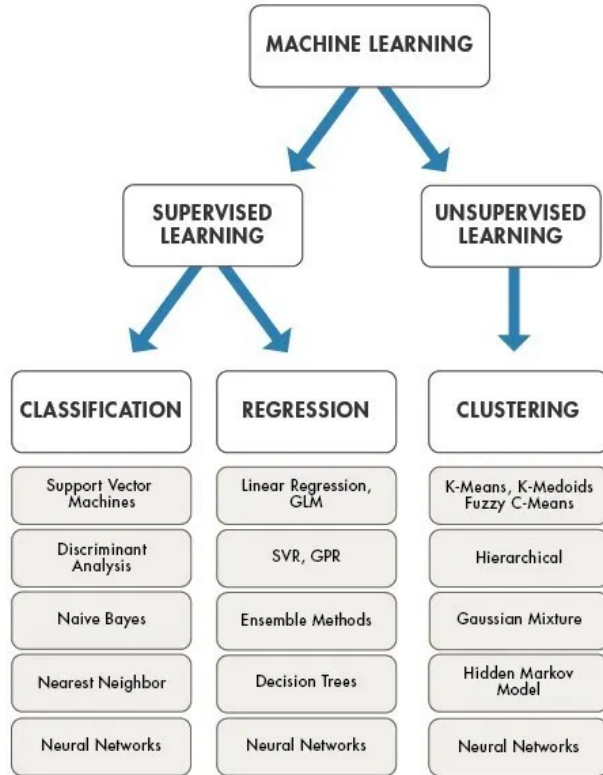 MACHINE LEARNING
SUPERVISED
LEARNING
UNSUPERVISED
LEARNING
CLASSIFICATION
REGRESSION
CLUSTERING
Support Vector
Machines
Linear Regression,
GLM
K-Means, K-Medoids
Fuzzy C-Means
Discriminant
Analysis
SVR, GPR
Hierarchical
Naive Bayes
Ensemble Methods
Gaussian Mixture
Nearest Neighbor
Decision Trees
Hidden Markov
Model
Neural Networks
Neural Networks
Neural Networks